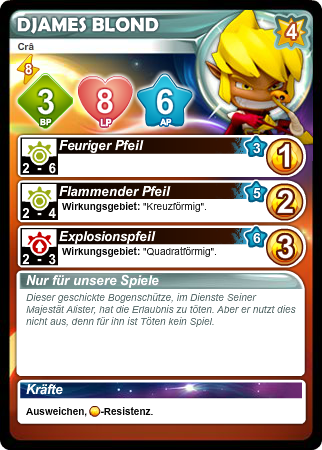 DJAMES BLOND
4
Crâ
8
3 BP
8 LP
6 AP
Feuriger Pfeil
3
1
2 - 6
Flammender Pfeil
5
2
Wirkungsgebiet: "Kreuzförmig".
2 - 4
Explosionspfeil
6
3
Wirkungsgebiet: "Quadratförmig".
2 - 3
Nur für unsere Spiele
Dieser geschickte Bogenschütze, im Dienste Seiner
Majestät Alister, hat die Erlaubnis zu töten. Aber er nutzt dies
nicht aus, denn für ihn ist Töten kein Spiel.
Kräfte
Ausweichen, -Resistenz.